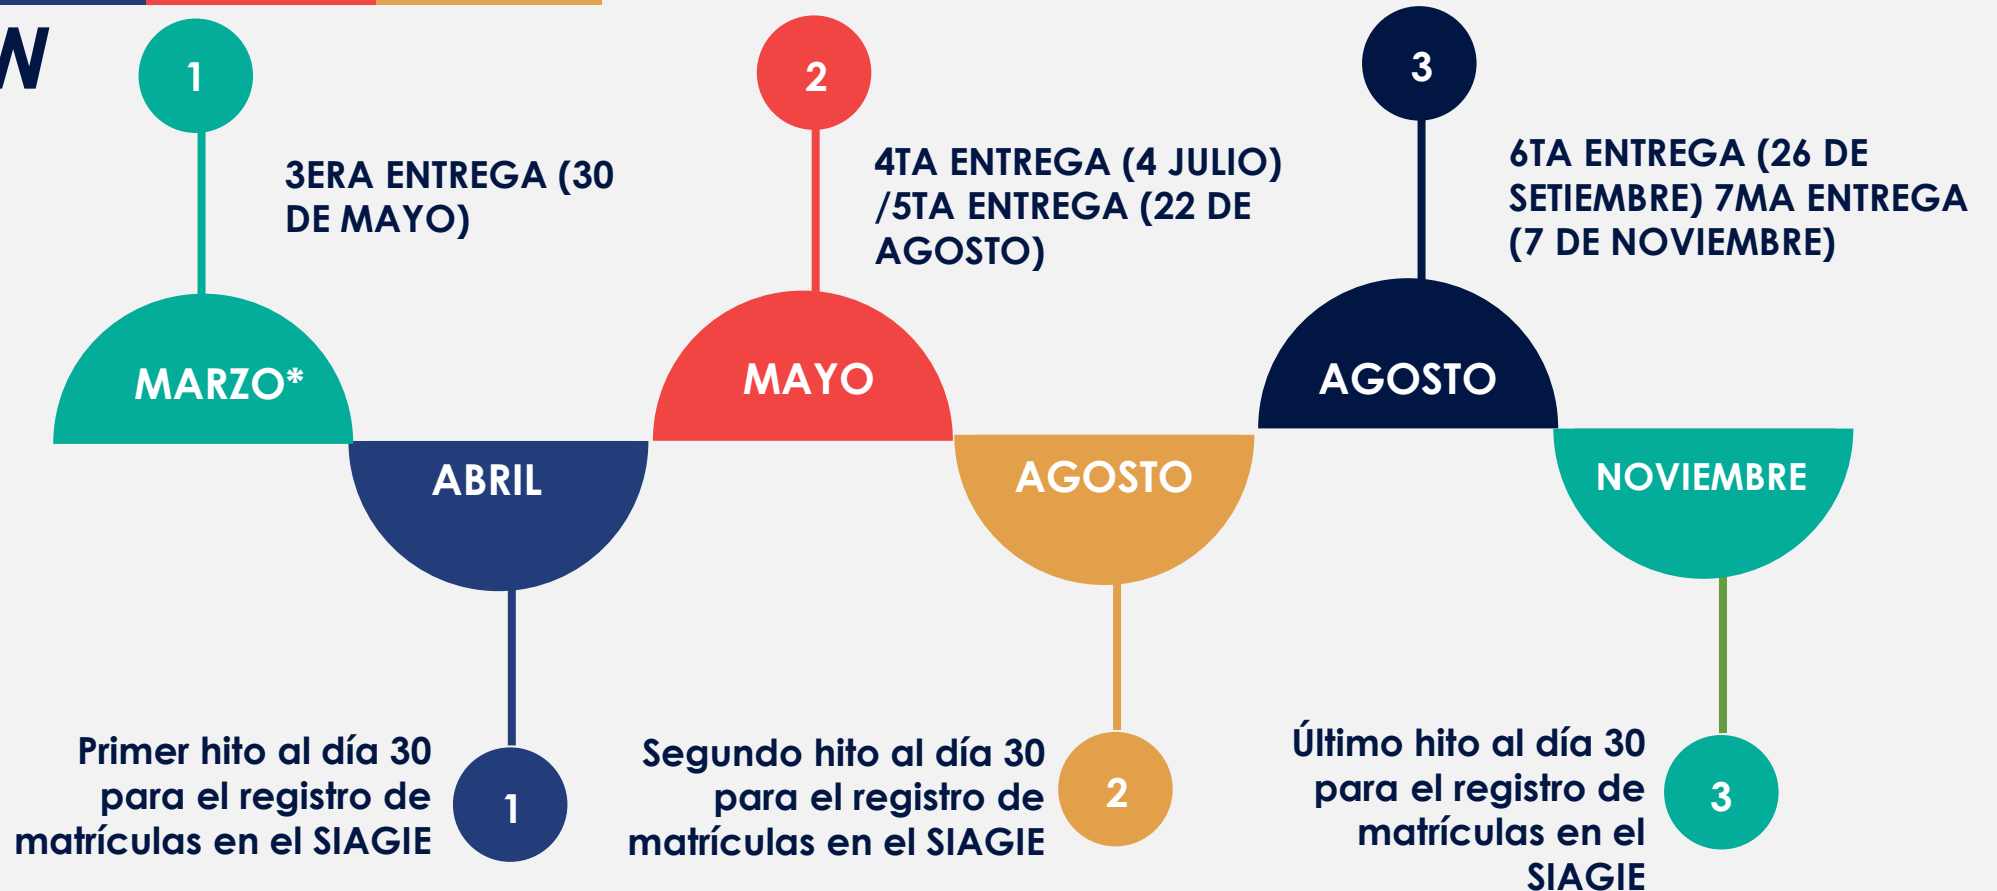 W
1
2
3
3ERA ENTREGA (30
DE MAYO)
4TA ENTREGA (4 JULIO)
/5TA ENTREGA (22 DE
AGOSTO)
6TA ENTREGA (26 DE
SETIEMBRE) 7MA ENTREGA
(7 DE NOVIEMBRE)
MARZO*
MAYO
AGOSTO
ABRIL
AGOSTO
NOVIEMBRE
Primer hito al día 30
para el registro de
matrículas en el SIAGIE
1
Segundo hito al día 30
para el registro de
matrículas en el SIAGIE
2
Último hito al día 30
para el registro de
matrículas en el
SIAGIE
3